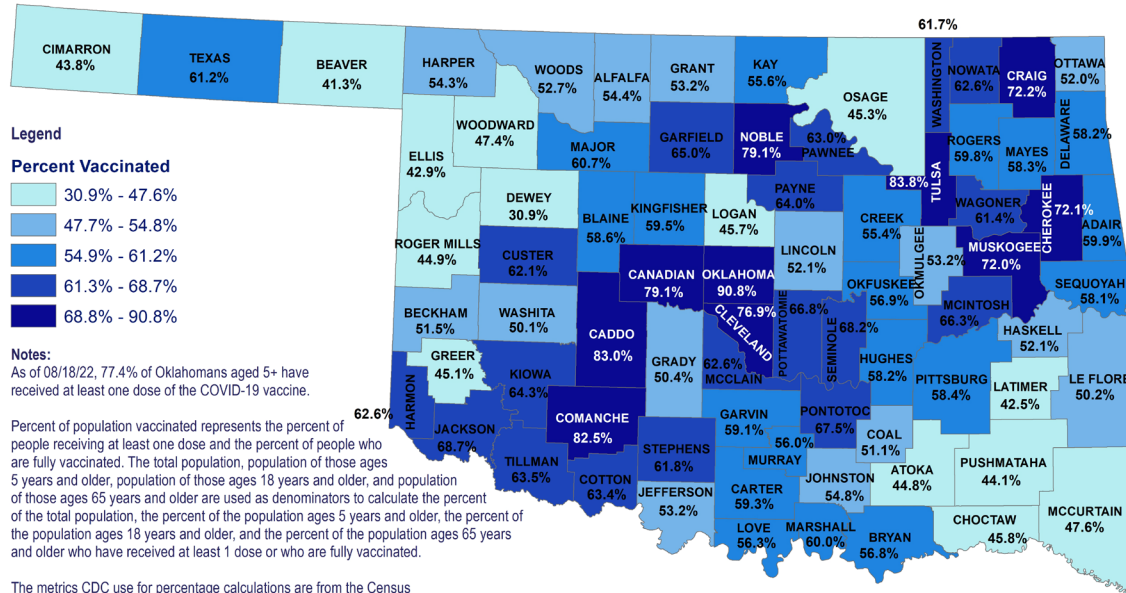 61.7%
CIMARRON
43.8%
TEXAS
61.2%
BEAVER
41.3%
HARPER
54.3%
WOODS
52.7%
ALFALFA
54.4%
GRANT
53.2%
KAY
55.6%
OSAGE
45.3%
WASHINGTON
NOWATA
62.6%
CRAIG
72.2%
OTTAWA
52.0%
DELAWARE
58.2%
WOODWARD
47.4%
ELLIS
42.9%
MAJOR
60.7%
GARFIELD
65.0%
NOBLE
79.1%
63.0%
PAWNEE
ROGERS
59.8%
MAYES
58.3%
83.8%
TULSA
DEWEY
30.9%
BLAINE
58.6%
KINGFISHER
59.5%
LOGAN
45.7%
PAYNE
64.0%
CREEK
55.4%
WAGONER
61.4%
CHEROKEE
72.1%
ADAIR
59.9%
ROGER MILLS
44.9%
CUSTER
62.1%
CANADIAN
79.1%
OKLAHOMA
90.8%
LINCOLN
52.1%
OKMULGEE
53.2%
MUSKOGEE
72.0%
OKFUSKEE
56.9%
MCINTOSH
66.3%
SEQUOYAH
58.1%
BECKHAM
51.5%
WASHITA
50.1%
CADDO
83.0%
GRADY
50.4%
76.9%
CLEVELAND
62.6%
MCCLAIN
POTTAWATOMIE
66.8%
SEMINOLE
68.2%
HUGHES
58.2%
PITTSBURG
58.4%
HASKELL
52.1%
LATIMER
42.5%
LE FLORE
50.2%
GREER
45.1%
KIOWA
64.3%
62.6%
HARMON
JACKSON
68.7%
TILLMAN
63.5%
COMANCHE
82.5%
COTTON
63.4%
STEPHENS
61.8%
JEFFERSON
53.2%
GARVIN
59.1%
56.0%
MURRAY
PONTOTOC
67.5%
COAL
51.1%
JOHNSTON
54.8%
ATOKA
44.8%
PUSHMATAHA
44.1%
CARTER
59.3%
LOVE
56.3%
MARSHALL
60.0%
BRYAN
56.8%
CHOCTAW
45.8%
MCCURTAIN
47.6%
Legend
Percent Vaccinated
30.9% - 47.6%
47.7% - 54.8%
54.9% - 61.2%
61.3% - 68.7%
68.8% - 90.8%
Notes:
As of 08/18/22, 77.4% of Oklahomans aged 5+ have
received at least one dose of the COVID-19 vaccine.
Percent of population vaccinated represents the percent of
people receiving at least one dose and the percent of people who
are fully vaccinated. The total population, population of those ages
5 years and older, population of those ages 18 years and older, and population
of those ages 65 years and older are used as denominators to calculate the percent
of the total population, the percent of the population ages 5 years and older, the percent of
the population ages 18 years and older, and the percent of the population ages 65 years
and older who have received at least 1 dose or who are fully vaccinated.
The metrics CDC use for percentage calculations are from the Census